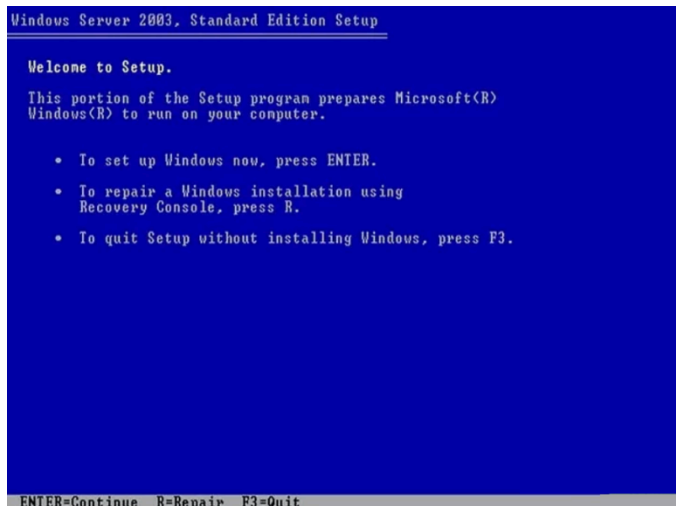 Windows Server 2003, Standard Edition Setup
Welcome to Setup.
This portion of the Setup program prepares Microsoft(R)
Windows(R) to run on your computer.
• To set up Windows now, press ENTER.
• To repair a Windows installation using
Recovery Console, press R.
• To quit Setup without installing Windows, press F3.
ENTER=Continue R=Repair F3=Quit